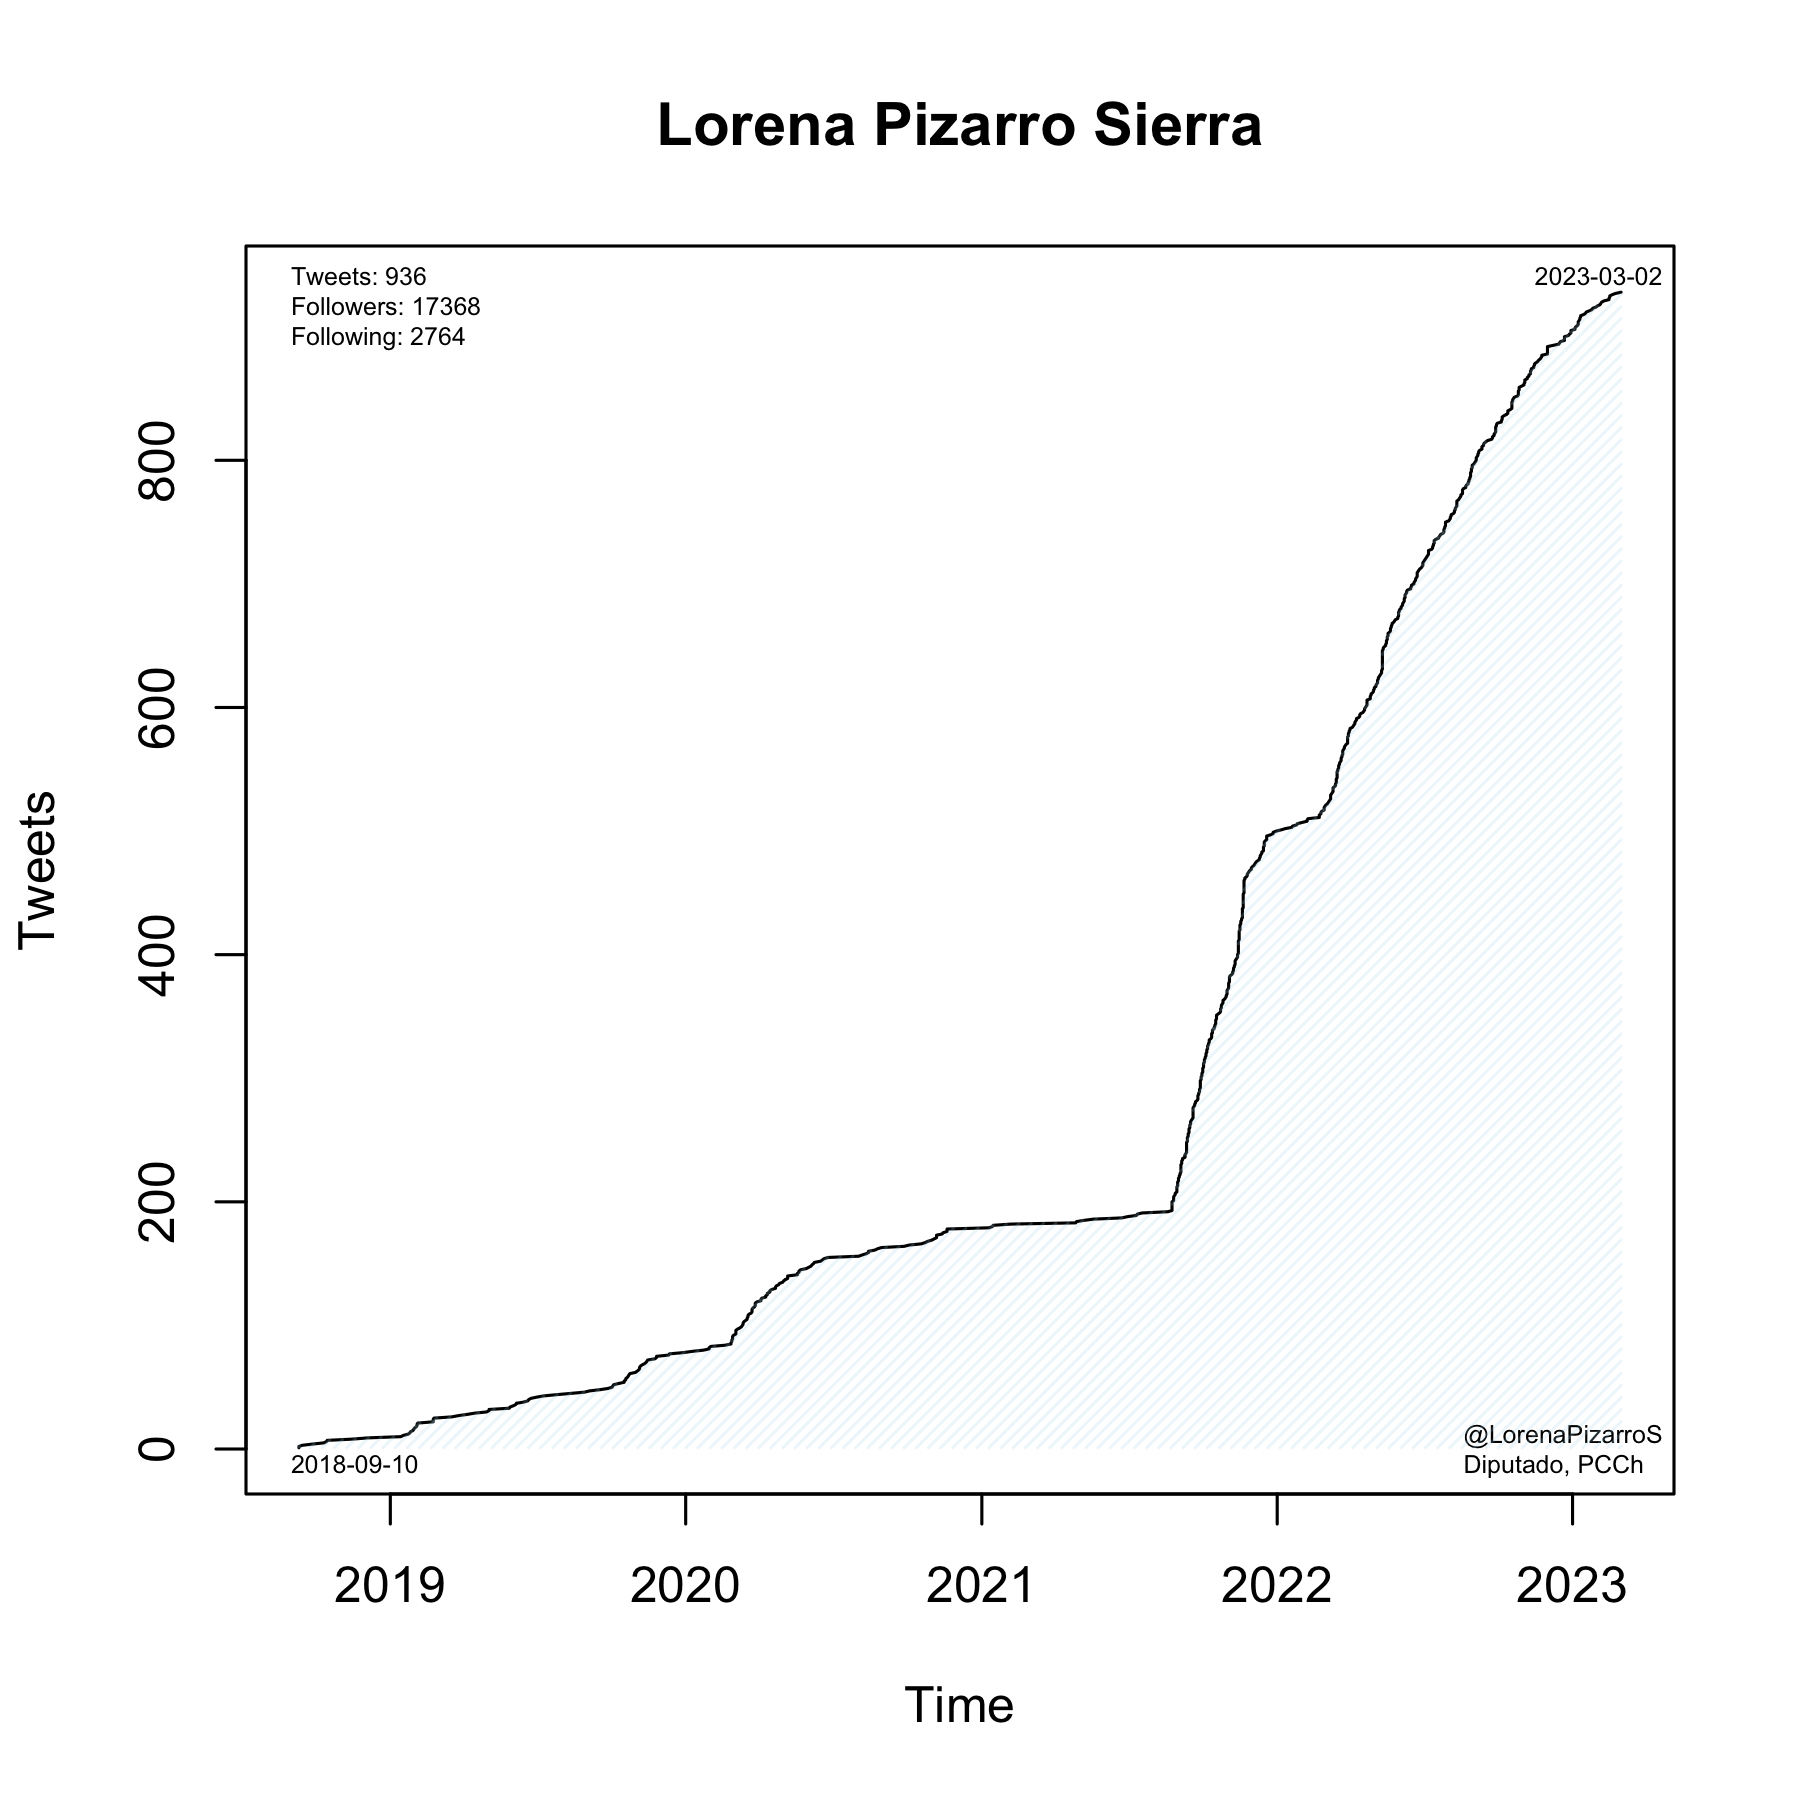 Lorena Pizarro Sierra
Tweets: 936
Followers: 17368
Following: 2764
2023-03-02
800
600
400
200
0
Tweets
2018-09-10
@LorenaPizarroS
Diputado, PCCh
2019 2020 2021 2022 2023
Time